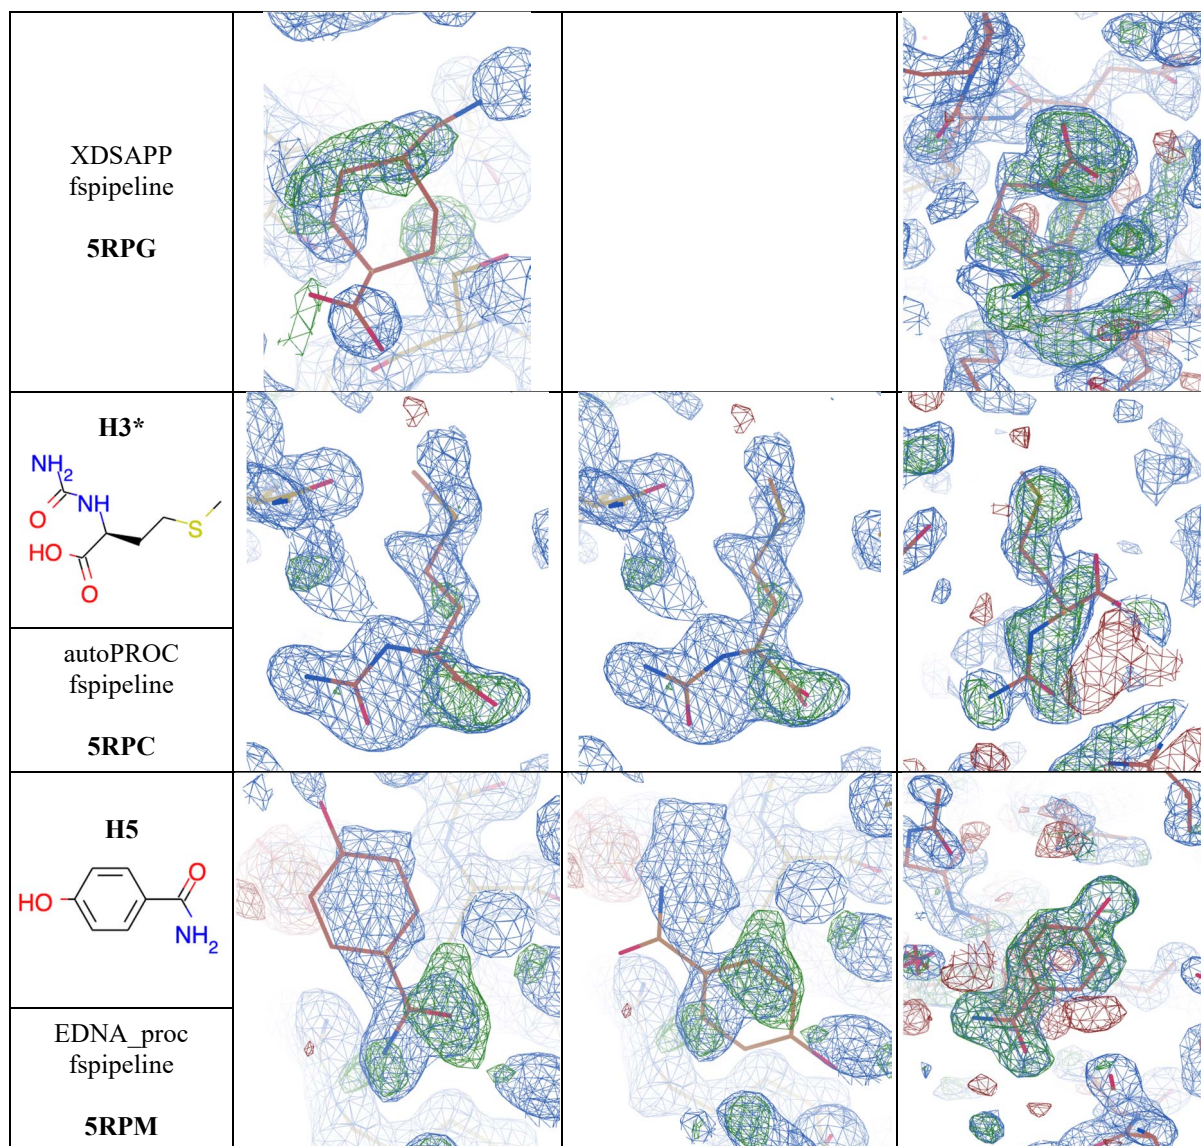 XDSAPP
fspipeline
5RPG
H3*
NH2
NH
O
HO
S
O
autoPROC
fspipeline
5RPC
H5
O
HO
NH2
EDNA_proc
fspipeline
5RPM